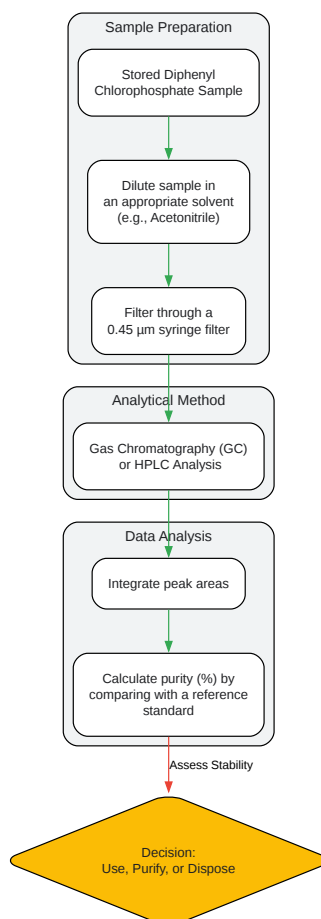 Sample Preparation
Stored Diphenyl
Chlorophosphate Sample
Dilute sample in
an appropriate solvent
(e.g., Acetonitrile)
Filter through a
0.45 µm syringe filter
Analytical Method
Gas Chromatography (GC)
or HPLC Analysis
Data Analysis
Integrate peak areas
Calculate purity (%) by
comparing with a reference
standard
Assess Stability
Decision:
Use, Purify, or Dispose